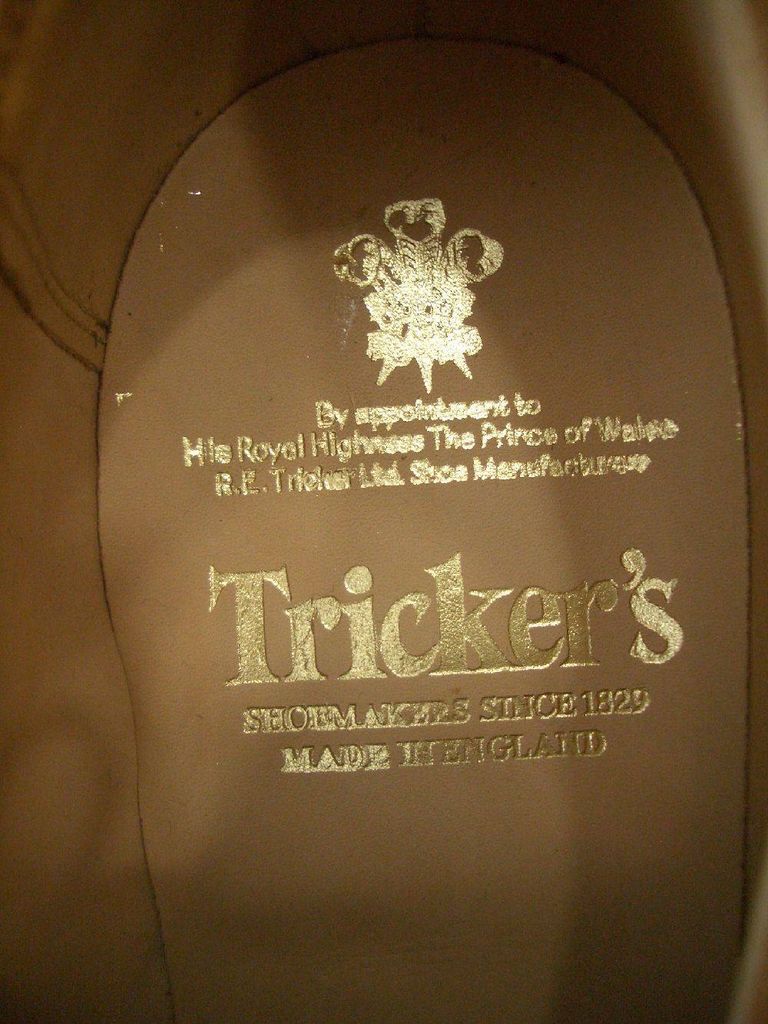 By appointment to
His Royal Highness The Prince of Wales
R.E. Tricker Ltd. Shoe Manufacturers
Tricker's
SHOEMAKERS SINCE 1829
MADE IN ENGLAND